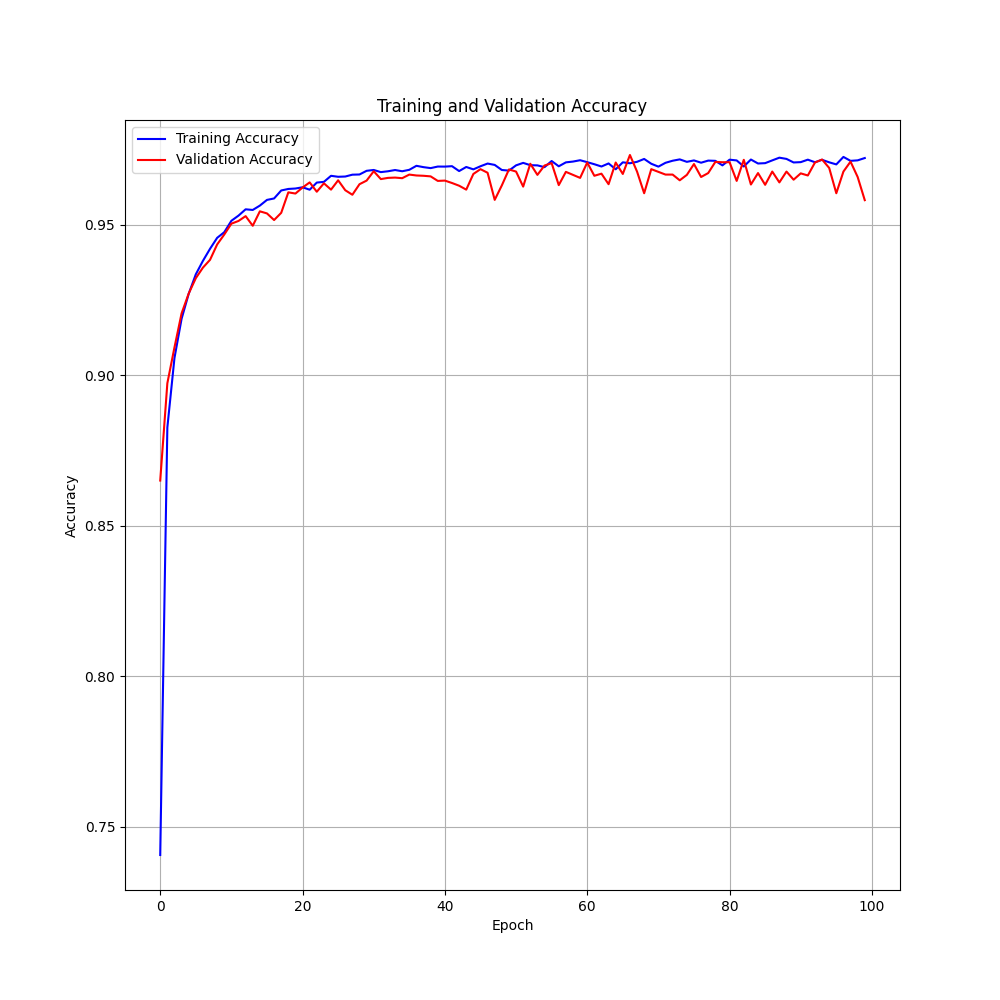 Training and Validation Accuracy
Training Accuracy
Validation Accuracy
0.95
0.90
0.85
0.80
0.75
Accuracy
0 20 40 60 80 100
Epoch